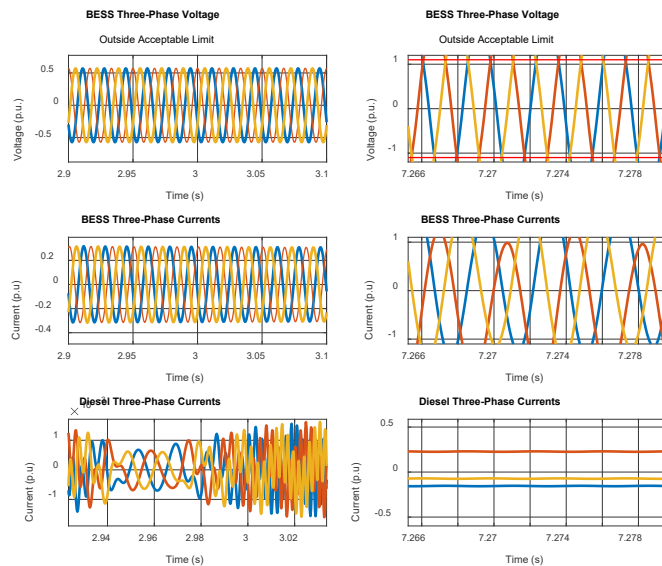 BESS Three-Phase Voltage
Outside Acceptable Limit
0.5
0
-0.5
Voltage (p.u.)
2.9 2.95 3 3.05 3.1
Time (s)
BESS Three-Phase Currents
0.2
0
-0.2
-0.4
Current (p.u.)
2.9 2.95 3 3.05 3.1
Time (s)
Diesel Three-Phase Currents
1
0
-1
Current (p.u)
2.94 2.96 2.98 3 3.02
Time (s)
BESS Three-Phase Voltage
Outside Acceptable Limit
1
0
-1
Voltage (p.u.)
7.266 7.27 7.274 7.278
Time (s)
BESS Three-Phase Currents
1
0
-1
Current (p.u.)
7.266 7.27 7.274 7.278
Time (s)
Diesel Three-Phase Currents
0.5
0
-0.5
Current (p.u.)
7.266 7.27 7.274 7.278
Time (s)